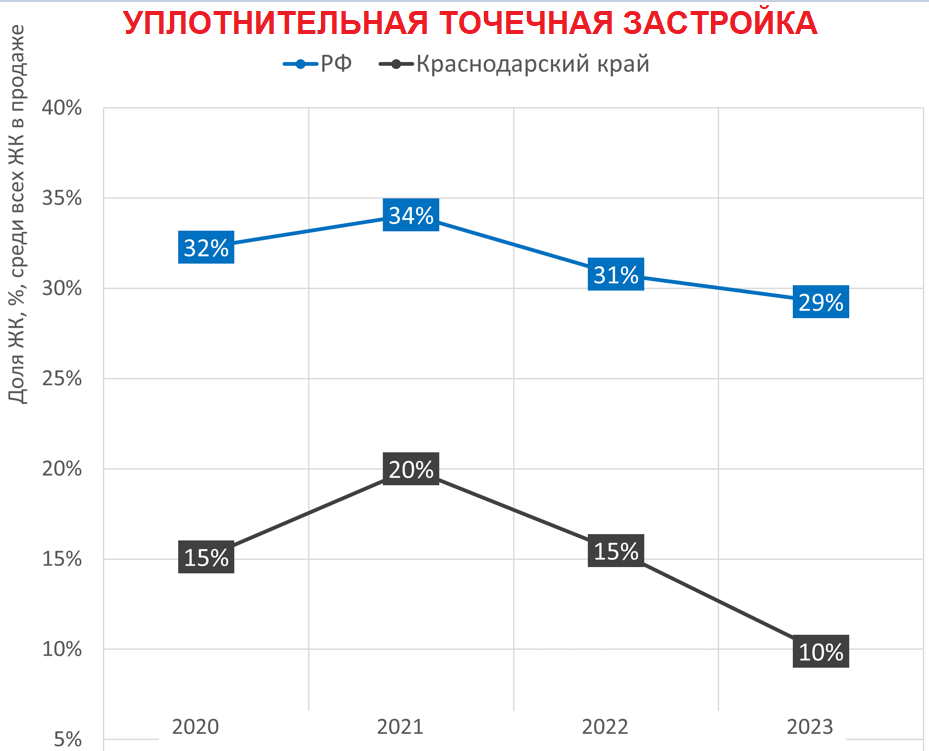 УПЛОТНИТЕЛЬНАЯ ТОЧЕЧНАЯ ЗАСТРОЙКА
РФ Краснодарский край
Доля ЖК, %, среди всех ЖК в продаже
40%
35%
30%
25%
20%
15%
10%
5%
32% 34% 31% 29%
15% 20% 15% 10%
2020 2021 2022 2023